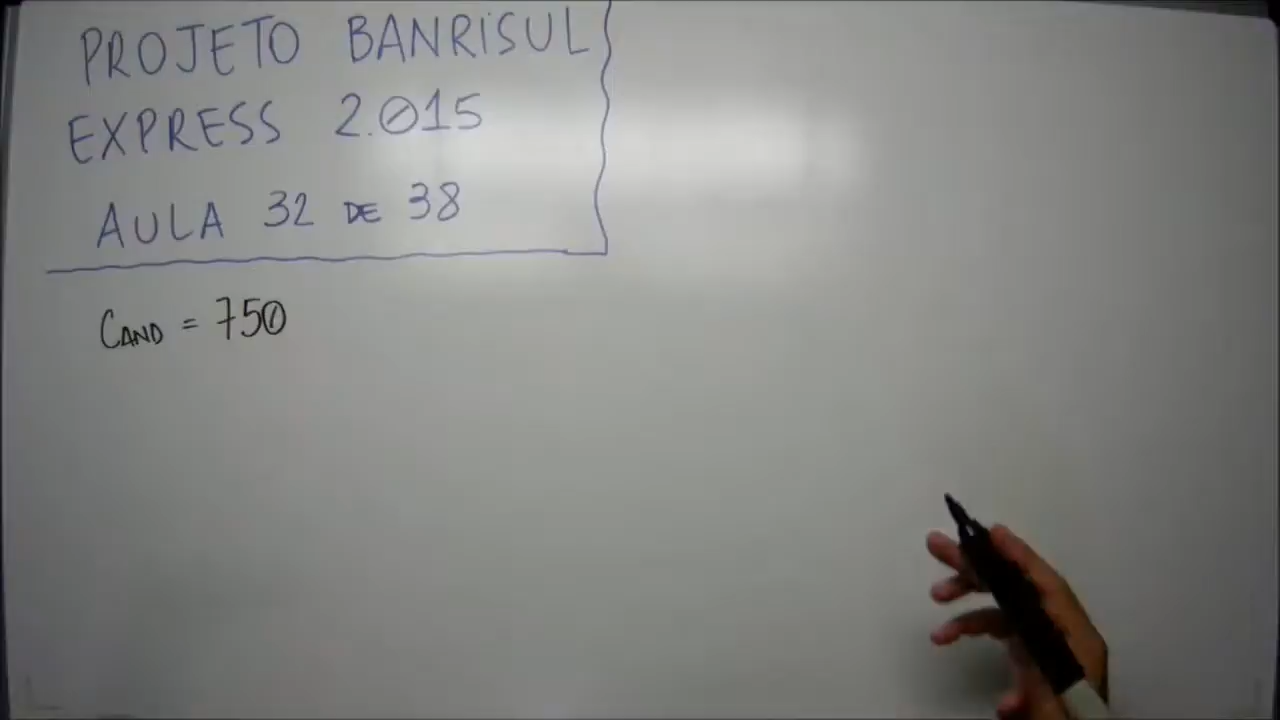 PROJETO BANRISUL
EXPRESS 2.015
AULA 32 DE 38
CAND = 750